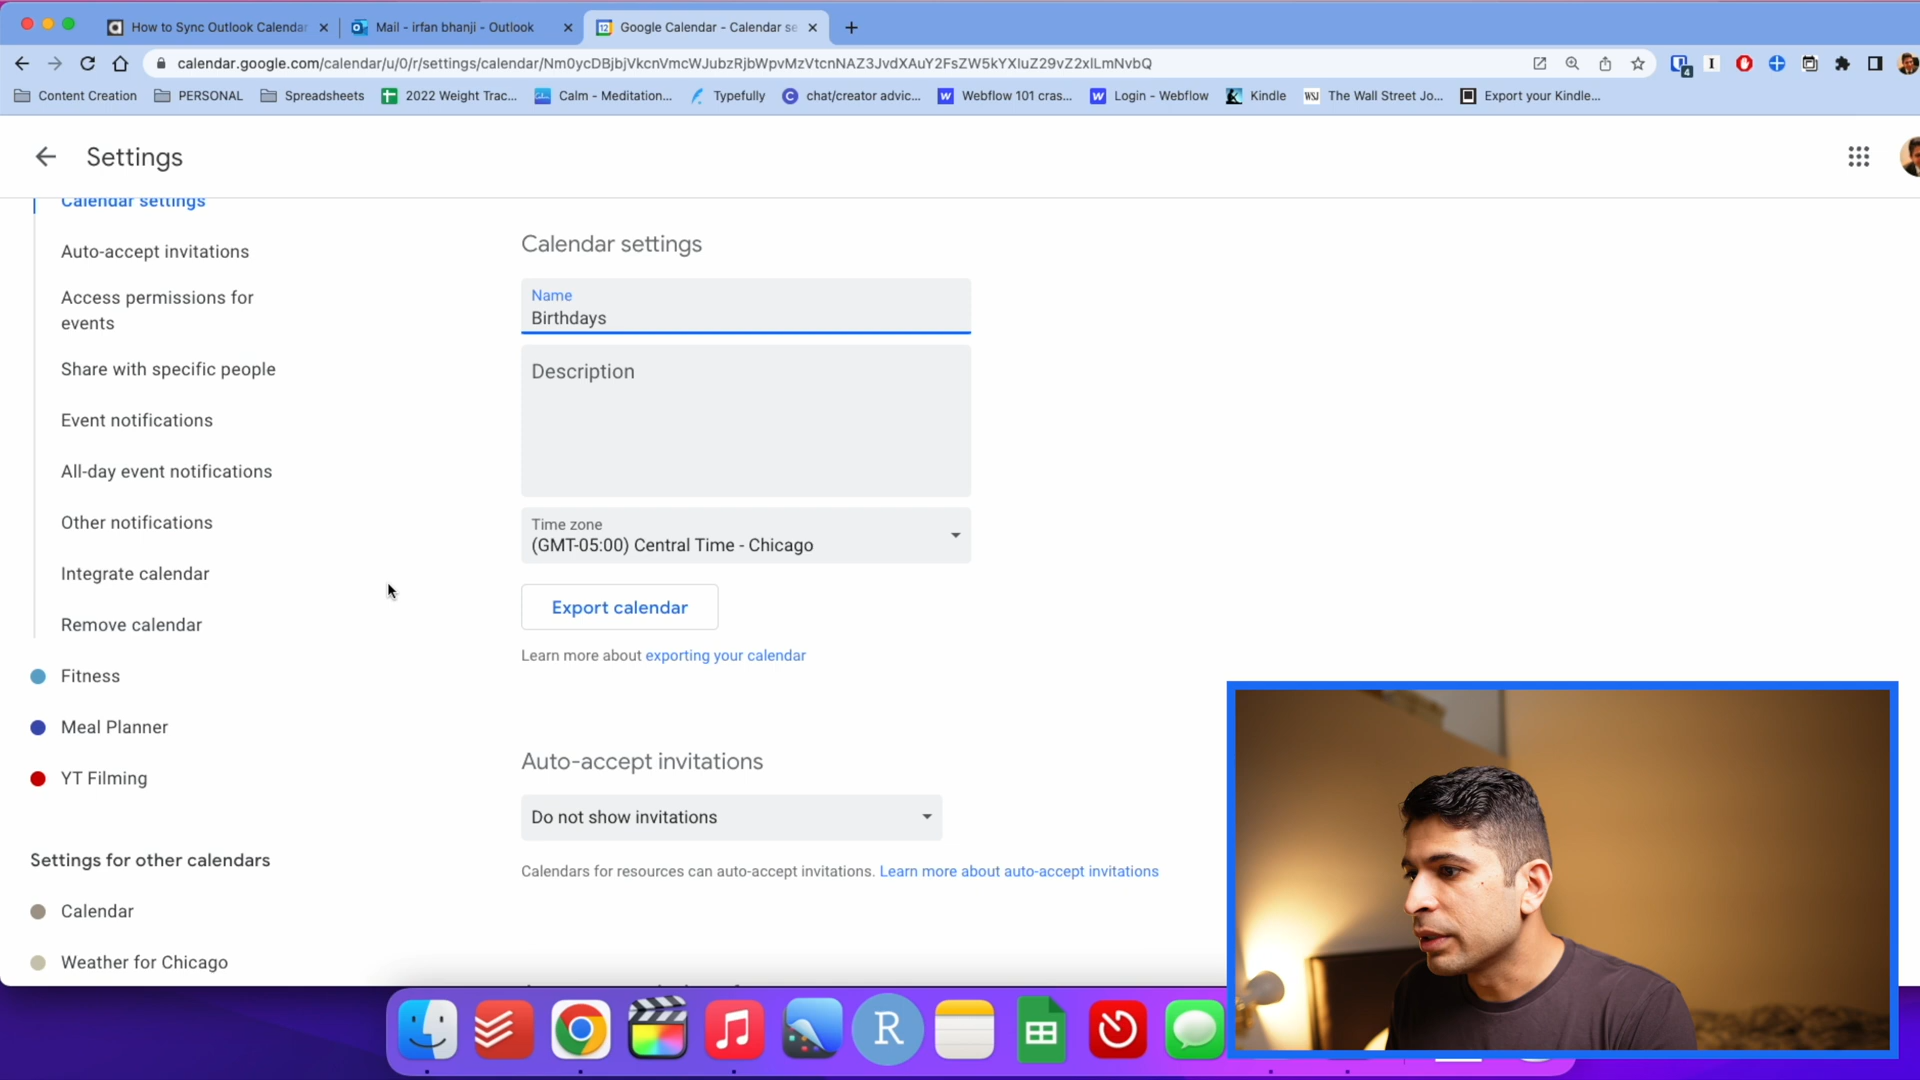 How to Sync Outlook Calendar
Mail - irfan bhanji - Outlook
Google Calendar - Calendar se
calendar.google.com/calendar/u/0/r/settings/calendar/Nm0ycDBjbjVkcnVmcWJubzRjbWpvMzVtcnNAZ3JvdXAuY2FsZW5kYXIuZ29vZ2xlLmNvbQ
4
Content Creation
PERSONAL
Spreadsheets
2022 Weight Trac...
Calm - Meditation...
Typefully
chat/creator advic...
Webflow 101 cras...
Login - Webflow
Kindle
WSJ
The Wall Street Jo...
Export your Kindle...
Settings
Calendar settings
Auto-accept invitations
Access permissions for
events
Share with specific people
Event notifications
All-day event notifications
Other notifications
Integrate calendar
Remove calendar
Fitness
Meal Planner
YT Filming
Settings for other calendars
Calendar
Weather for Chicago
Calendar settings
Name
Birthdays
Description
Time zone
(GMT-05:00) Central Time - Chicago
Export calendar
Learn more about exporting your calendar
Auto-accept invitations
Do not show invitations
Calendars for resources can auto-accept invitations. Learn more about auto-accept invitations
R